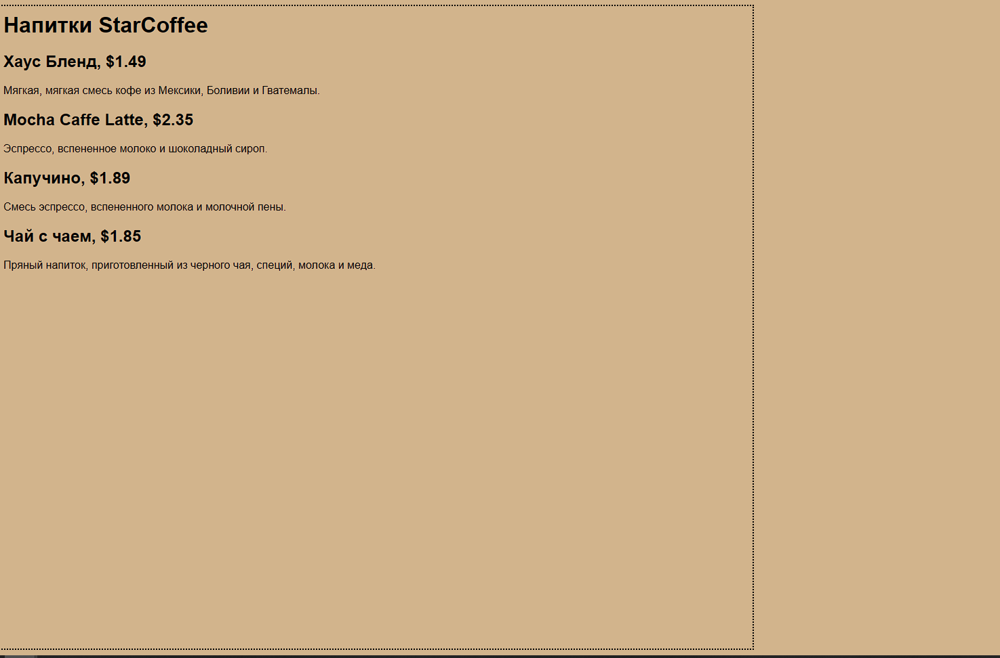 Напитки StarCoffee
Хаус Бленд, $1.49
Мягкая, мягкая смесь кофе из Мексики, Боливии и Гватемалы.
Mocha Caffe Latte, $2.35
Эспрессо, вспененное молоко и шоколадный сироп.
Капучино, $1.89
Смесь эспрессо, вспененного молока и молочной пены.
Чай с чаем, $1.85
Пряный напиток, приготовленный из черного чая, специй, молока и меда.